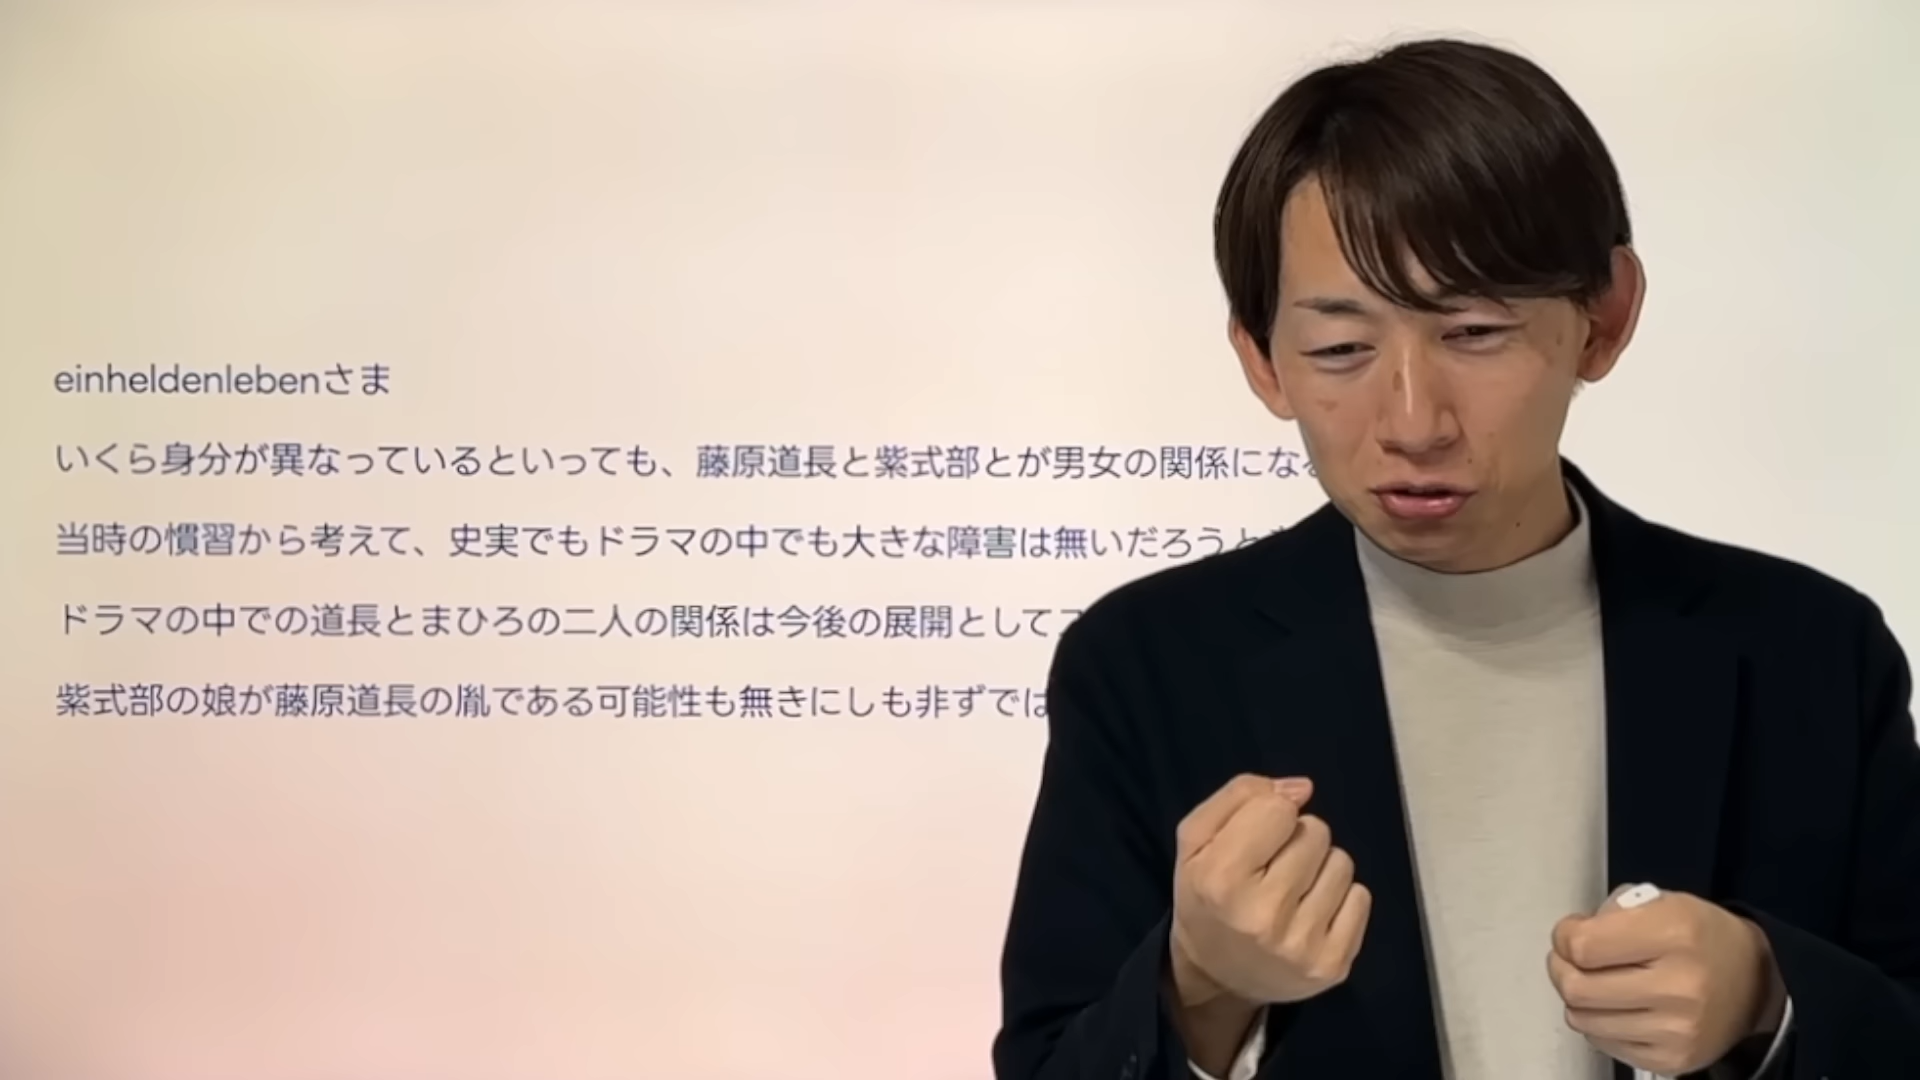 einheldenlebenさま
いくら身分が異なっているといっても、藤原道長と紫式部とが男女の関係にな
当時の慣習から考えて、史実でもドラマの中でも大きな障害は無いだろうと
ドラマの中での道長とまひろの二人の関係は今後の展開として
紫式部の娘が藤原道長の胤である可能性も無きにしも非ずでは